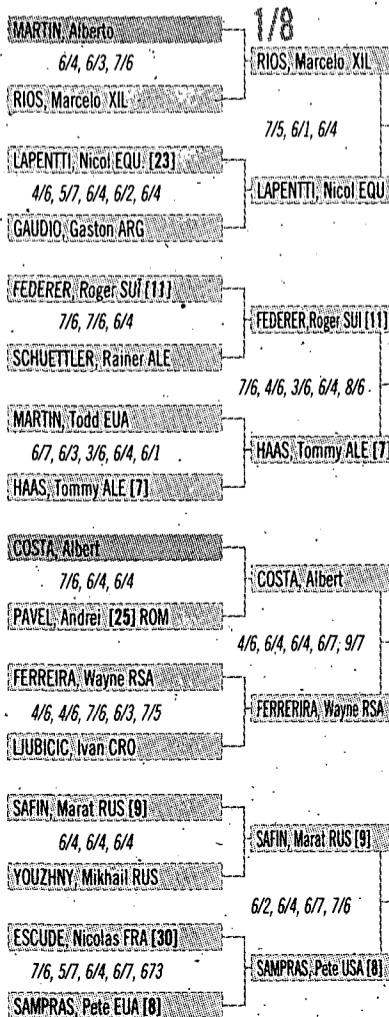 1/8
MARTIN, Alberto
6/4, 6/3, 7/6
RIOS, Marcelo XIL
LAPENTTI, Nicol EQU. [23]
4/6, 5/7, 6/4, 6/2, 6/4
GAUDIO, Gaston ARG
FEDERER, Roger SUI [11]
7/6, 7/6, 6/4
SCHUETTLER, Rainer ALE
MARTIN, Todd EUA
6/7, 6/3, 3/6, 6/4, 6/1
HAAS, Tommy ALE [7]
COSTA, Albert
7/6, 6/4, 6/4
PAVEL, Andrei [25] ROM
FERREIRA, Wayne RSA
4/6, 4/6, 7/6, 6/3, 7/5
LJUBICIC, Ivan CRO
SAFIN, Marat RUS [9]
6/4, 6/4, 6/4
YOUZHNY, Mikhail RUS
ESCUDE, Nicolas FRA [30]
7/6, 5/7, 6/4, 6/7, 673
SAMPRAS, Pete EUA [8]
RIOS, Marcelo XIL
7/5, 6/1, 6/4
LAPENTTI, Nicol EQU
FEDERER, Roger SUI [11]
7/6, 4/6, 3/6, 6/4, 8/6
HAAS, Tommy ALE [7
COSTA, Albert
4/6, 6/4, 6/4, 6/7, 9/7
FERRERIRA, Wayne RSA
SAFIN, Marat RUS [9]
6/2, 6/4, 6/7, 7/6
SAMPRAS, Pete USA [8]